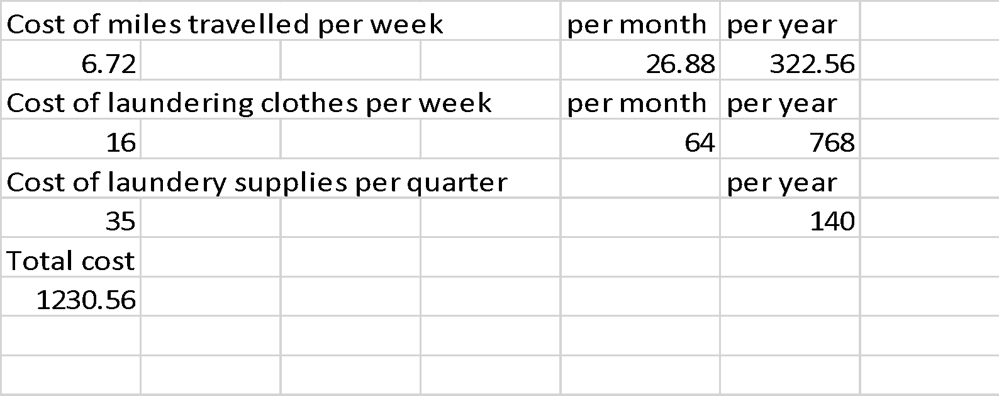 Cost of miles travelled per week per month per year
6.72 26.88 322.56
Cost of laundering clothes per week per month per year
16 64 768
Cost of laundery supplies per quarter per year
35 140
Total cost
1230.56